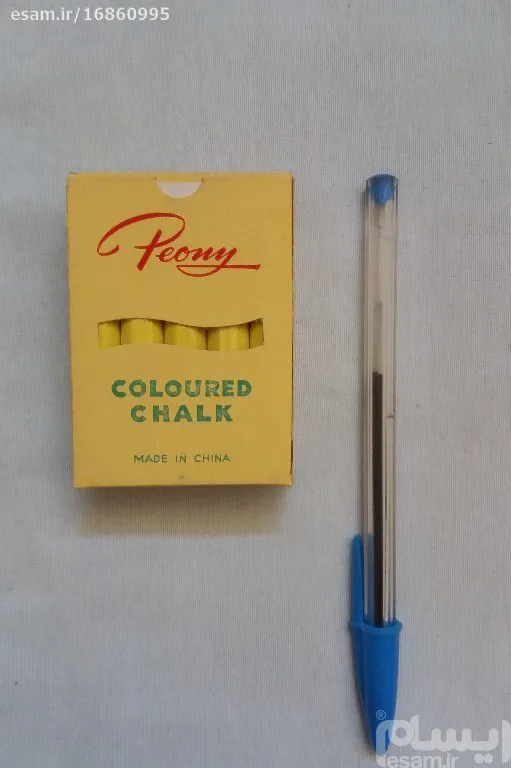 esam.ir/16860995
Peony
COLOURED
CHALK
MADE IN CHINA
ایسام®
esam.ir